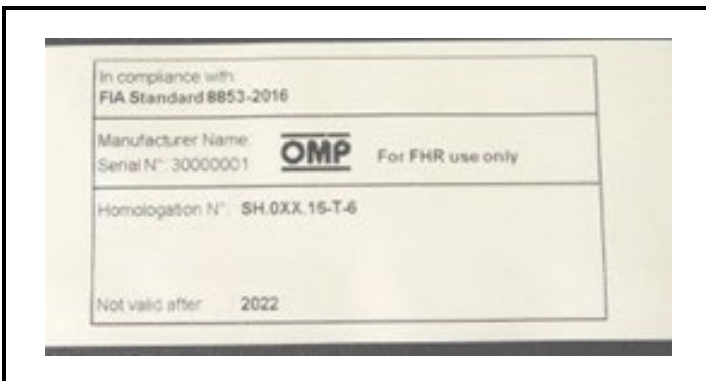 In compliance with
FIA Standard 8853-2016
Manufacturer Name:
OMP
For FHR use only
Serial N°: 30000001
Homologation N°: SH.0XX.16-T-6
Not valid after 2022